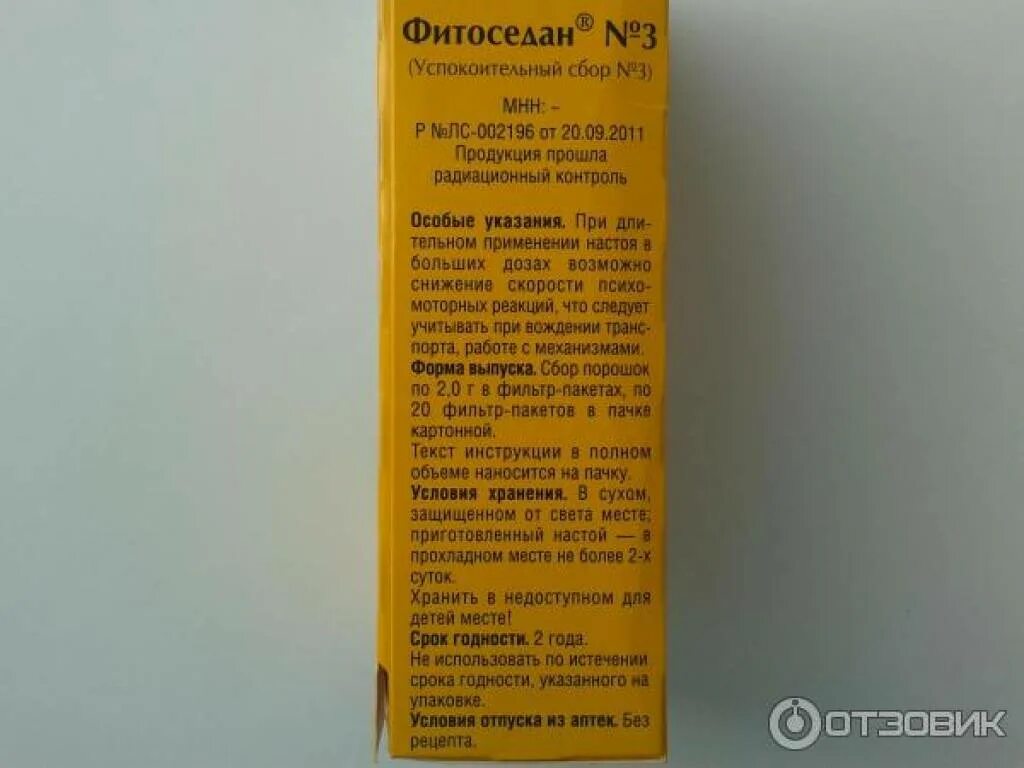 Фитоседан® №3
(Успокоительный сбор №3)
МНН: –
Р №ЛС-002196 от 20.09.2011
Продукция прошла
радиационный контроль
Особые указания. При дли-
тельном применении настоя в
больших дозах возможно
снижение скорости психо-
моторных реакций, что следует
учитывать при вождении транс-
порта, работе с механизмами.
Форма выпуска. Сбор порошок
по 2,0 г в фильтр-пакетах, по
20 фильтр-пакетов в пачке
картонной.
Текст инструкции в полном
объеме наносится на пачку.
Условия хранения. В сухом,
защищенном от света месте;
приготовленный настой — в
прохладном месте не более 2-х
суток.
Хранить в недоступном для
детей месте!
Срок годности. 2 года.
Не использовать по истечении
срока годности, указанного на
упаковке.
Условия отпуска из аптек. Без
рецепта.
ОТЗОВИК